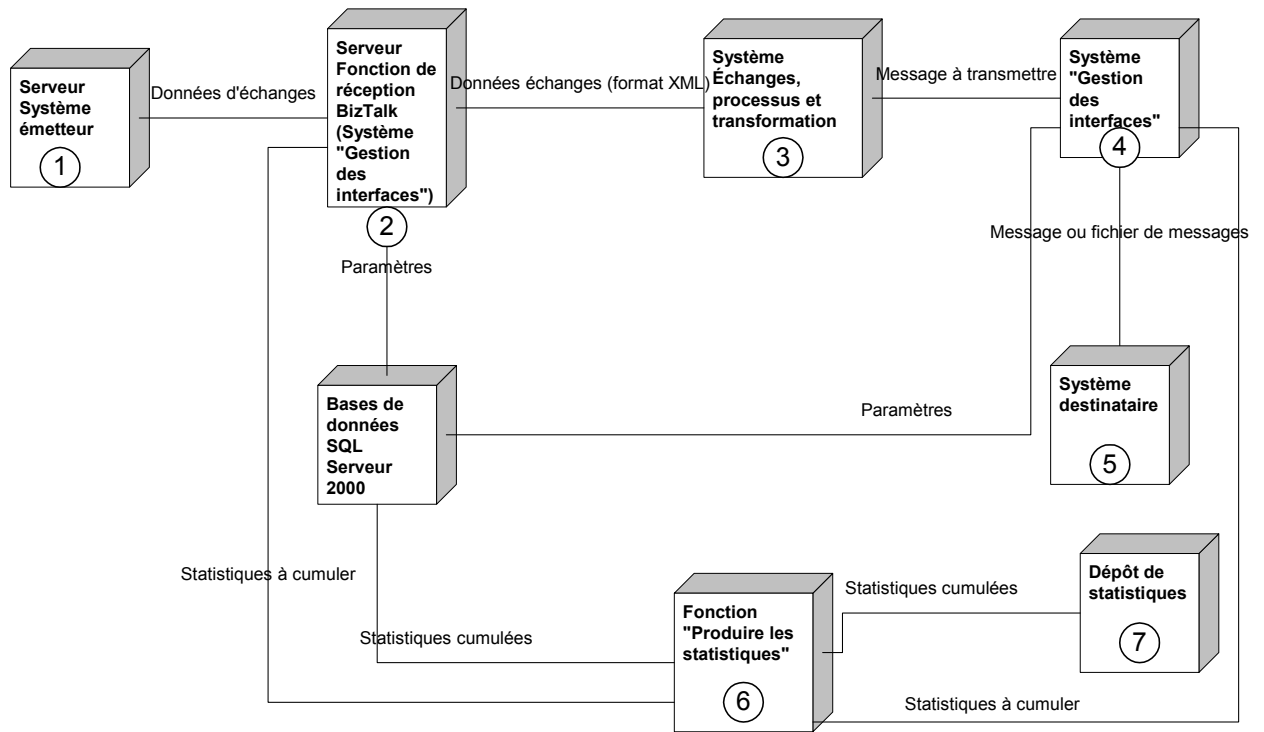 Serveur
Système
émetteur
1
Données d'échanges
Serveur
Fonction de
réception
BizTalk
(Système
"Gestion
des
interfaces")
2
Données échanges (format XML)
Système
Échanges,
processus et
transformation
3
Message à transmettre
Système
"Gestion
des
interfaces"
4
Message ou fichier de messages
Paramètres
Bases de
données
SQL
Serveur
2000
Paramètres
Système
destinataire
5
Statistiques à cumuler
Statistiques cumulées
Fonction
"Produire les
statistiques"
6
Statistiques cumulées
Dépôt de
statistiques
7
Statistiques à cumuler